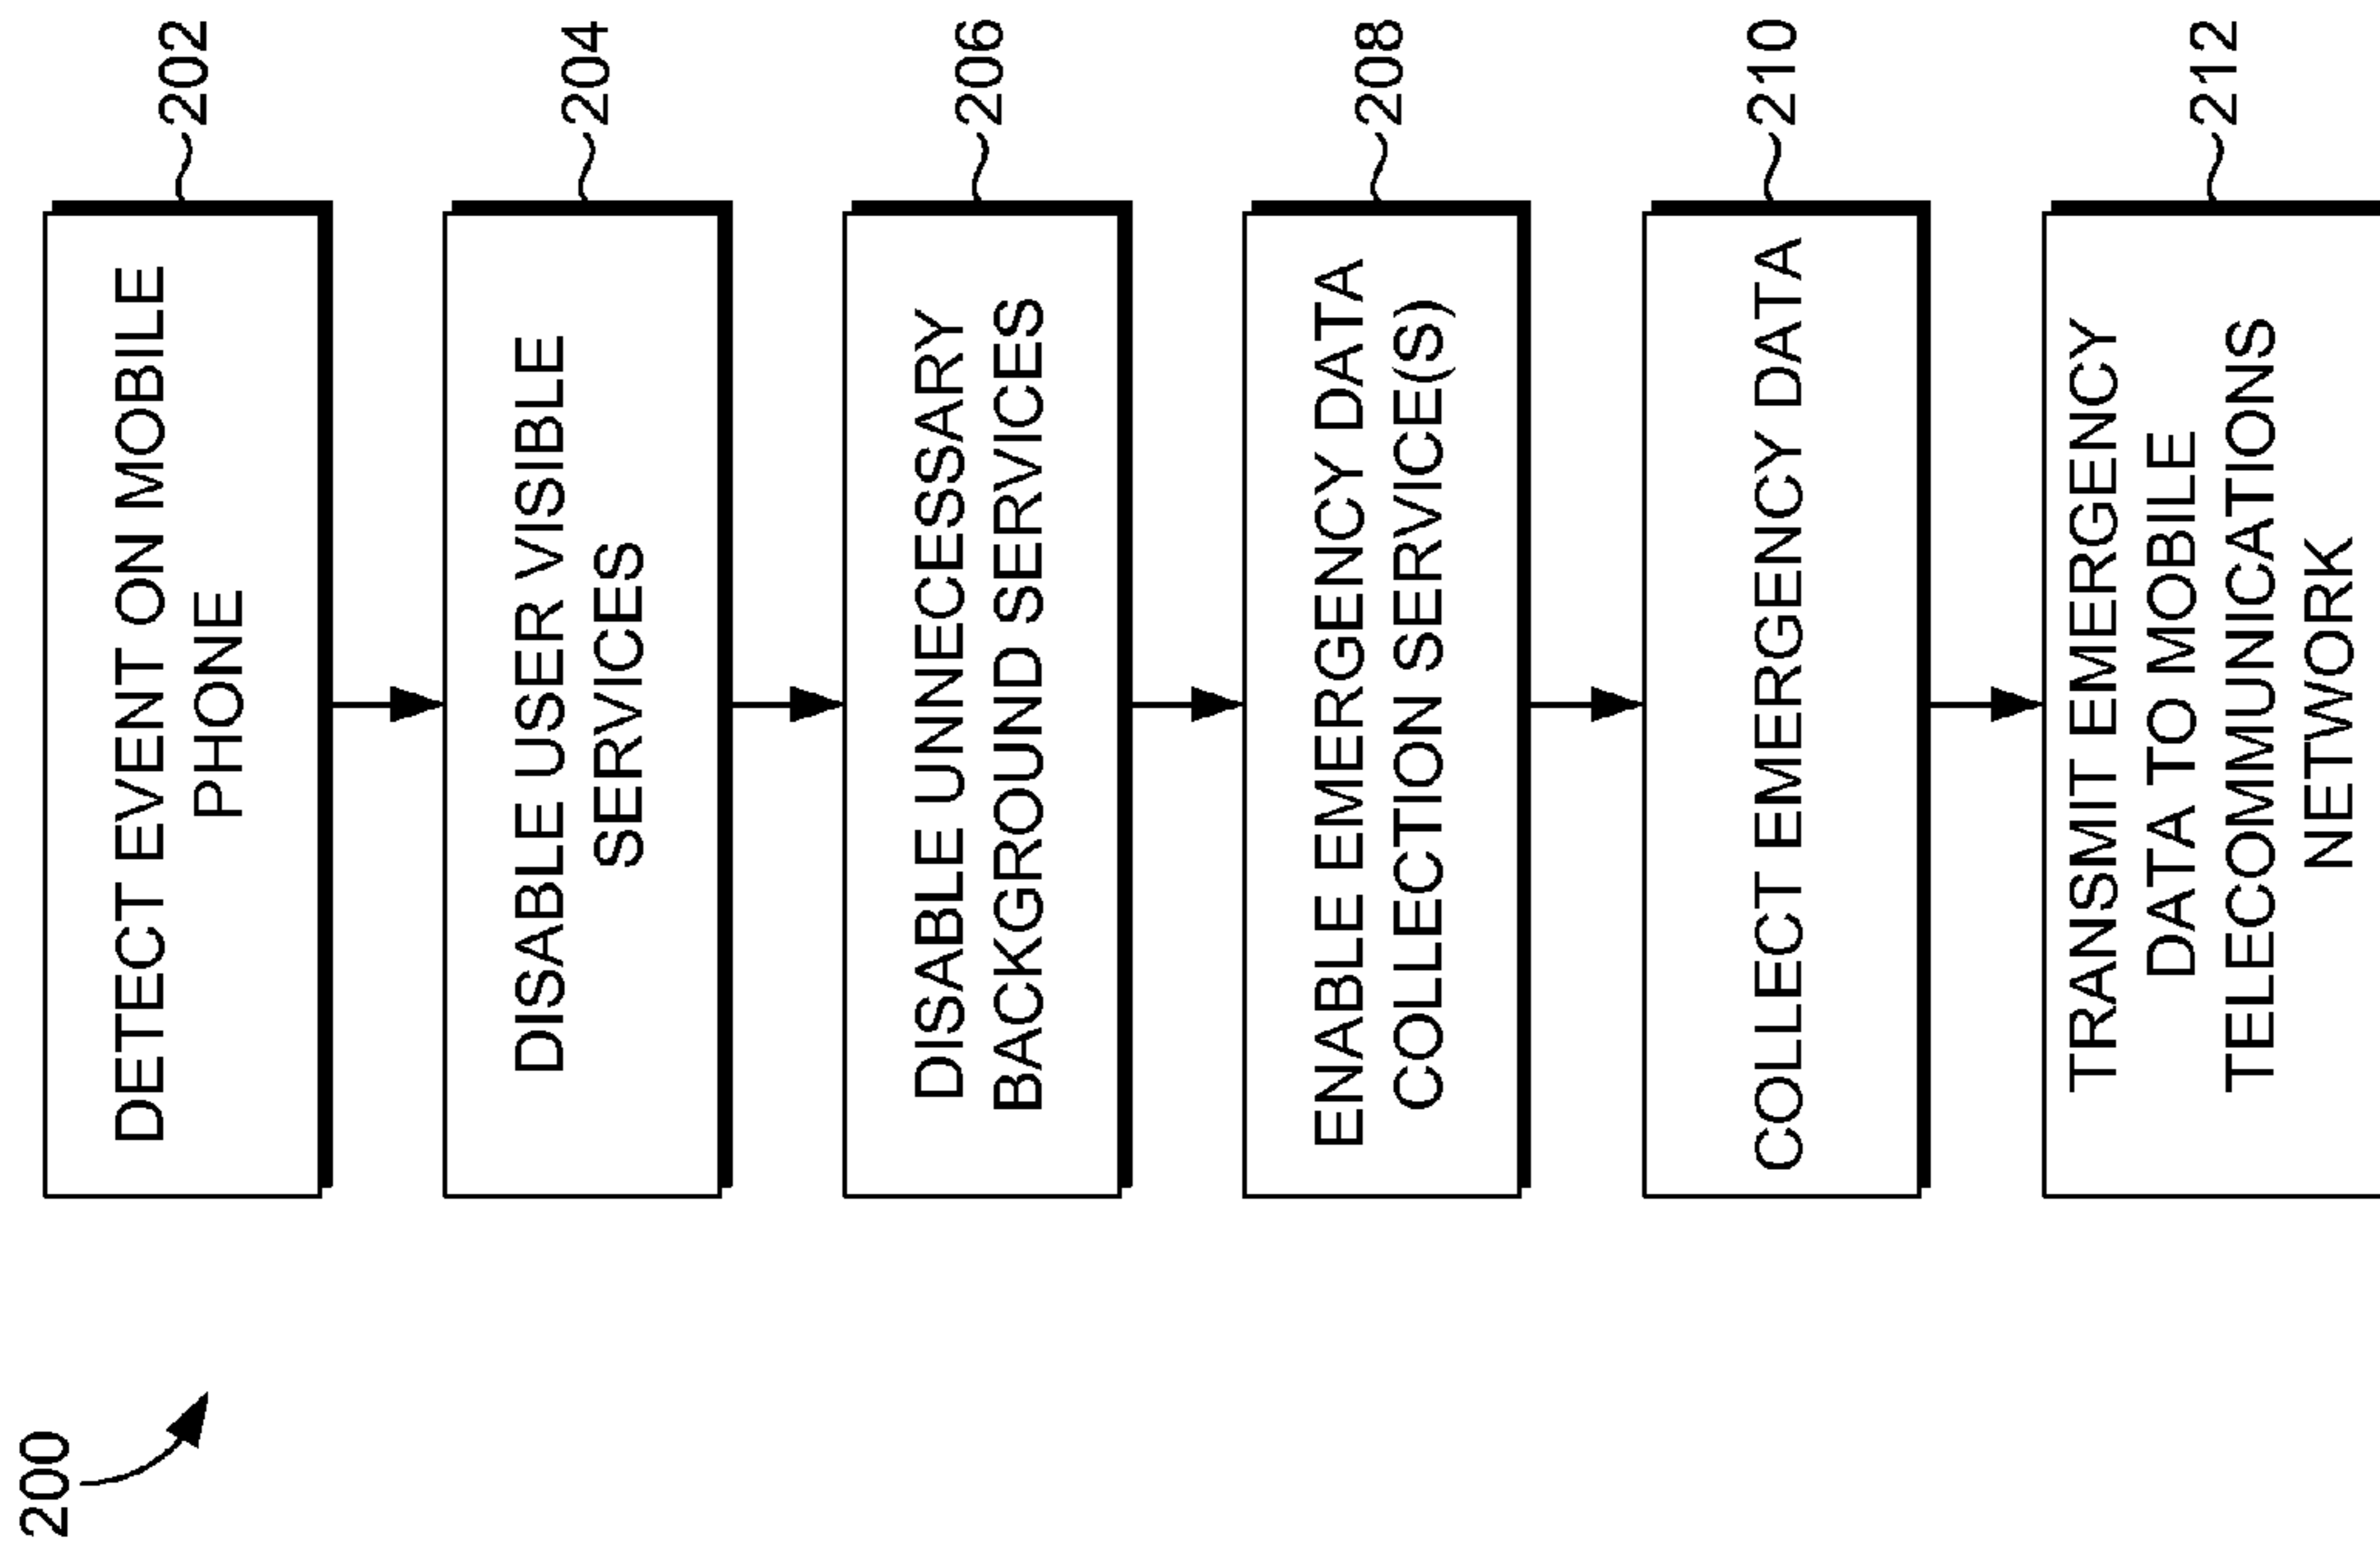 200
DETECT EVENT ON MOBILE
PHONE
202
DISABLE USER VISIBLE
SERVICES
204
DISABLE UNNECESSARY
BACKGROUND SERVICES
206
ENABLE EMERGENCY DATA
COLLECTION SERVICE(S)
208
COLLECT EMERGENCY DATA
210
TRANSMIT EMERGENCY
DATA TO MOBILE
TELECOMMUNICATIONS
NETWORK
212